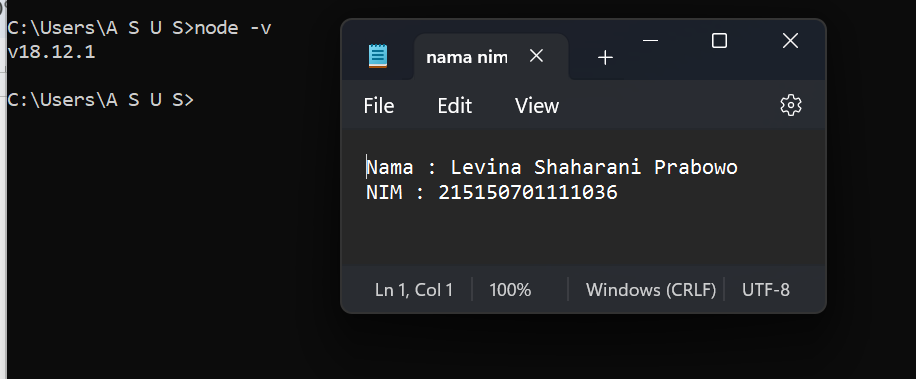 C:\Users\A S U S>node -v
v18.12.1
C:\Users\A S U S>
nama nim
File Edit View
Nama : Levina Shaharani Prabowo
NIM : 215150701111036
Ln 1, Col 1 100% Windows (CRLF) UTF-8